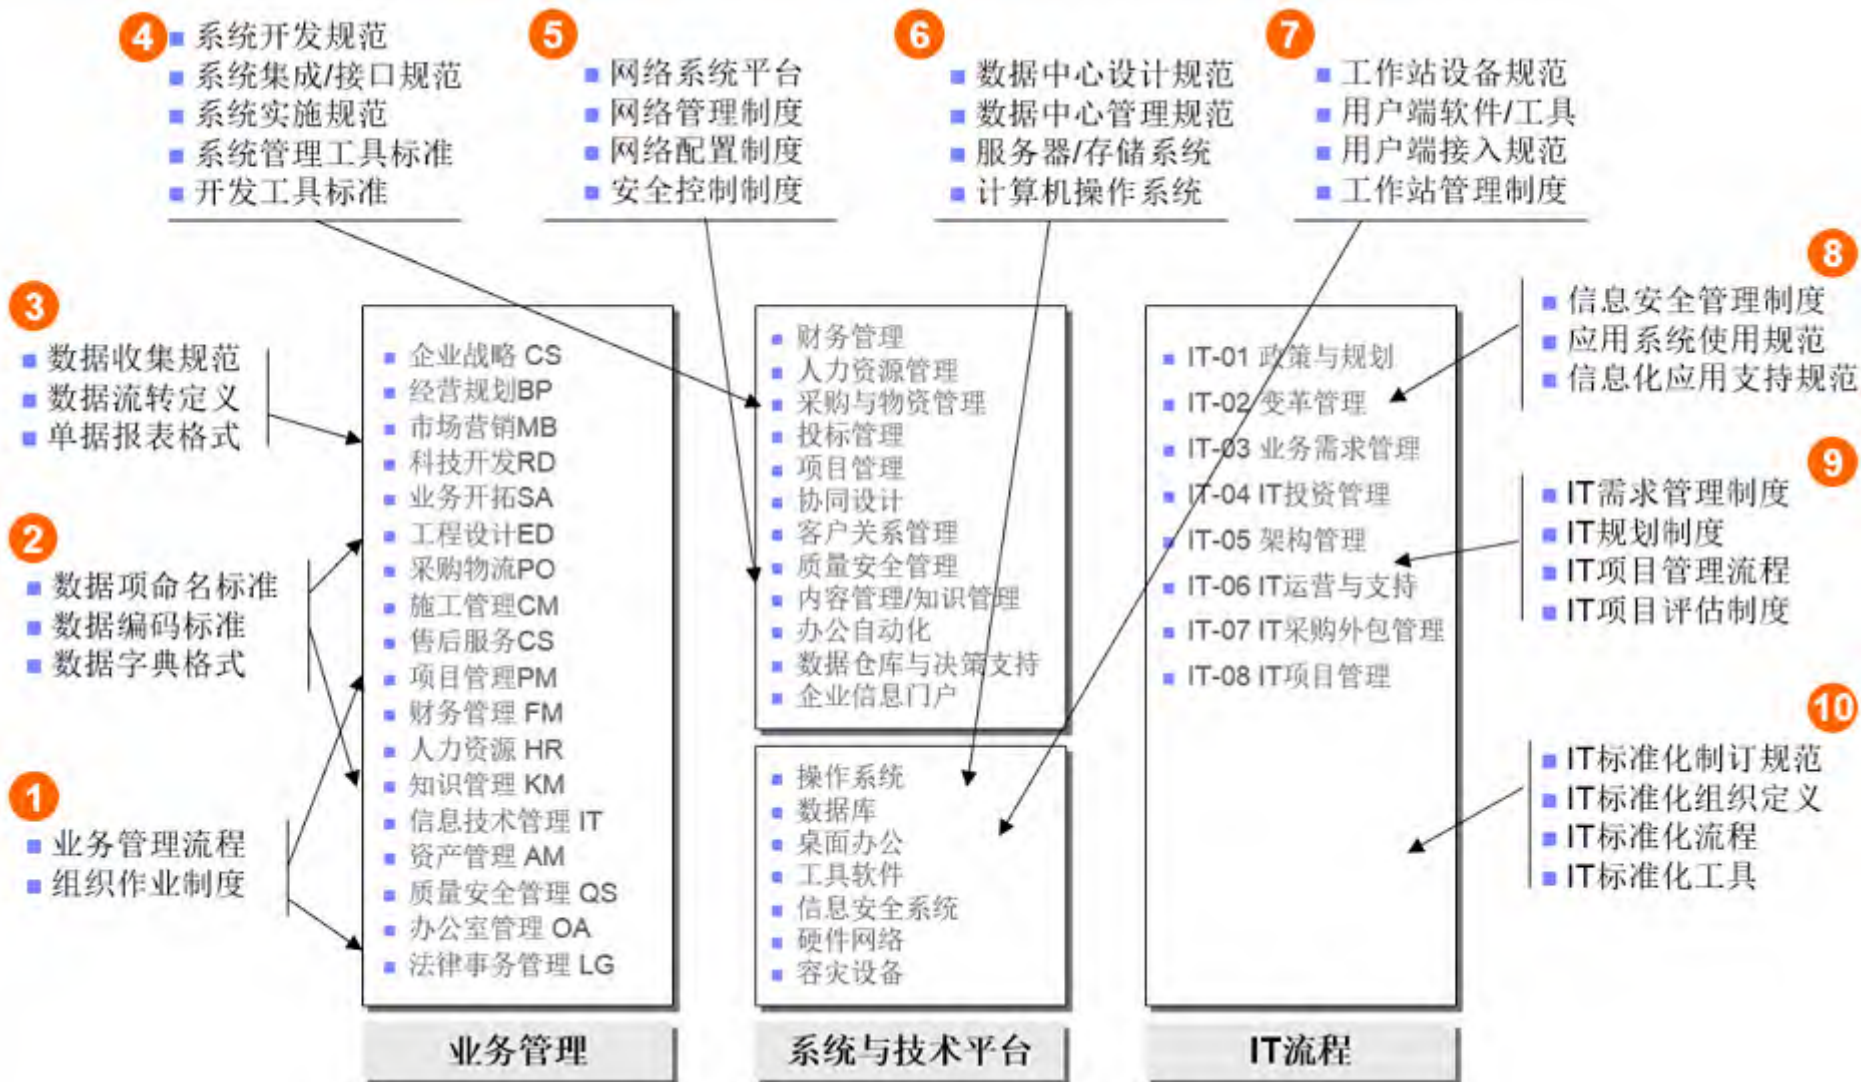 4
系统开发规范
系统集成/接口规范
系统实施规范
系统管理工具标准
开发工具标准
5
网络系统平台
网络管理制度
网络配置制度
安全控制制度
6
数据中心设计规范
数据中心管理规范
服务器/存储系统
计算机操作系统
7
工作站设备规范
用户端软件/工具
用户端接入规范
工作站管理制度
3
数据收集规范
数据流转定义
单据报表格式
2
数据项命名标准
数据编码标准
数据字典格式
1
业务管理流程
组织作业制度
企业战略 CS
经营规划BP
市场营销MB
科技开发RD
业务开拓SA
工程设计ED
采购物流PO
施工管理CM
售后服务CS
项目管理PM
财务管理 FM
人力资源 HR
知识管理 KM
信息技术管理 IT
资产管理 AM
质量安全管理 QS
办公室管理 OA
法律事务管理 LG
业务管理
财务管理
人力资源管理
采购与物资管理
投标管理
项目管理
协同设计
客户关系管理
质量安全管理
内容管理/知识管理
办公自动化
数据仓库与决策支持
企业信息门户
操作系统
数据库
桌面办公
工具软件
信息安全系统
硬件网络
容灾设备
系统与技术平台
IT-01 政策与规划
IT-02 变革管理
IT-03 业务需求管理
IT-04 IT投资管理
IT-05 架构管理
IT-06 IT运营与支持
IT-07 IT采购外包管理
IT-08 IT项目管理
IT流程
8
信息安全管理制度
应用系统使用规范
信息化应用支持规范
9
IT需求管理制度
IT规划制度
IT项目管理流程
IT项目评估制度
10
IT标准化制订规范
IT标准化组织定义
IT标准化流程
IT标准化工具